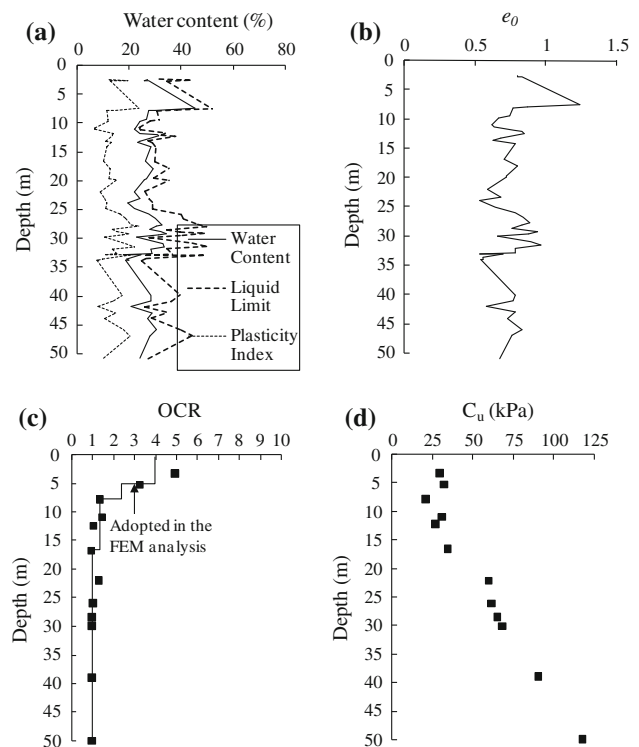 (a)
Water content (%)
0 20 40 60 80
0
5
10
15
20
25
30
35
40
45
50
Depth (m)
Water
Content
Liquid
Limit
Plasticity
Index
(b)
e0
0 0.5 1 1.5
0
5
10
15
20
25
30
35
40
45
50
Depth (m)
(c)
OCR
0 1 2 3 4 5 6 7 8 9 10
0
5
10
15
20
25
30
35
40
45
50
Depth (m)
Adopted in the
FEM analysis
(d)
Cu (kPa)
0 25 50 75 100 125
0
5
10
15
20
25
30
35
40
45
50
Depth (m)